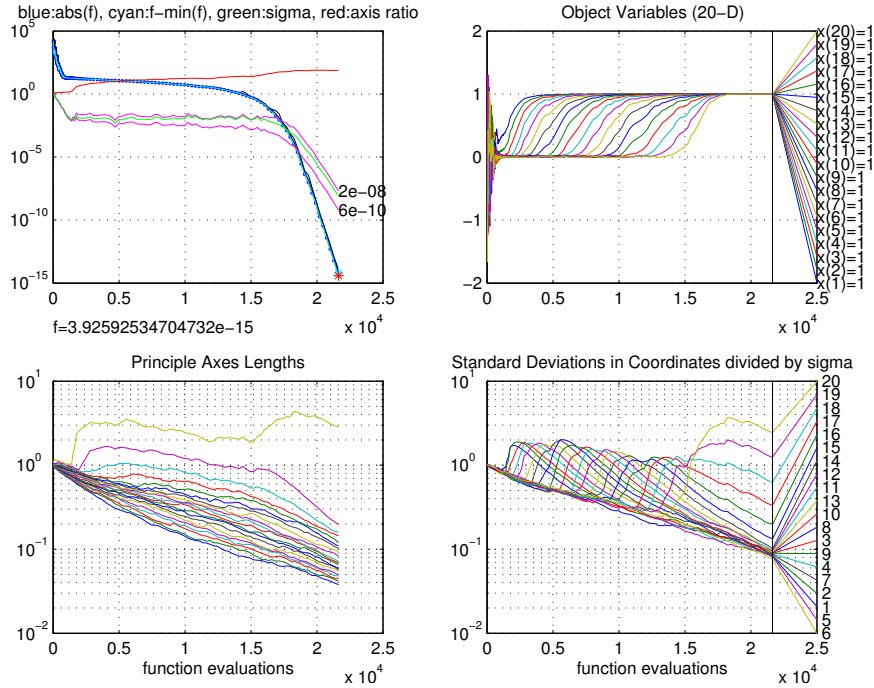 blue:abs(f), cyan:f−min(f), green:sigma, red:axis ratio
10^5
10^0
10^−5
10^−10
10^−15
2e−08
6e−10
0 0.5 1 1.5 2 2.5
x 10^4
f=3.92592534704732e−15
Object Variables (20−D)
2
1
0
−1
−2
0 0.5 1 1.5 2 2.5
x 10^4
x(20)=1
x(19)=1
x(18)=1
x(17)=1
x(16)=1
x(15)=1
x(14)=1
x(13)=1
x(12)=1
x(11)=1
x(10)=1
x(9)=1
x(8)=1
x(7)=1
x(6)=1
x(5)=1
x(4)=1
x(3)=1
x(2)=1
x(1)=1
Principle Axes Lengths
10^1
10^0
10^−1
10^−2
0 0.5 1 1.5 2 2.5
x 10^4
function evaluations
Standard Deviations in Coordinates divided by sigma
10^1
10^0
10^−1
10^−2
0 0.5 1 1.5 2 2.5
x 10^4
function evaluations
20
19
18
17
16
15
14
12
11
13
10
8
3
9
4
7
2
1
5
6